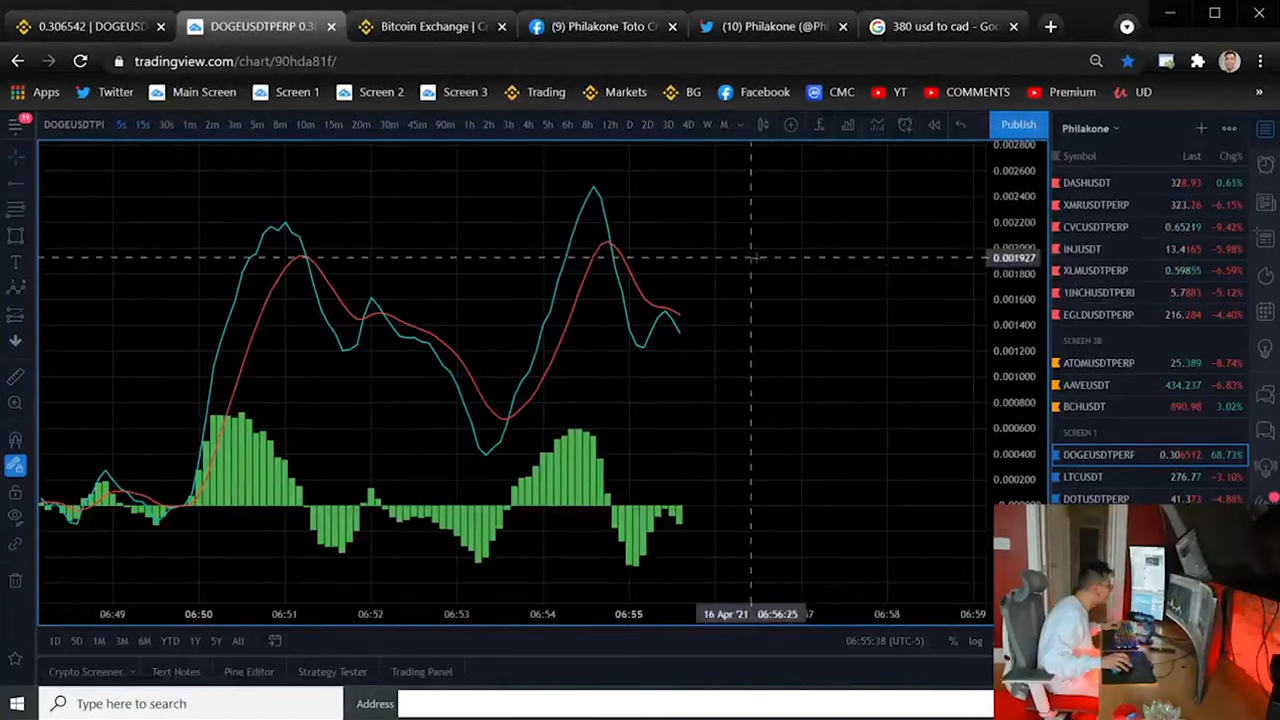 0.306542 | DOGEUSD
DOGEUSDTPERP 0.30
Bitcoin Exchange | C
(9) Philakone Toto C
(10) Philakone (@Ph
380 usd to cad - Goo
tradingview.com/chart/90hda81f/
Apps Twitter Main Screen Screen 1 Screen 2 Screen 3 Trading Markets BG Facebook CMC YT COMMENTS Premium UD »
11
DOGEUSDTPI 5s 15s 30s 1m 2m 3m 5m 8m 10m 15m 20m 30m 45m 90m 1h 2h 3h 4h 5h 6h 8h 12h D 2D 3D 4D W M Publish
Philakone
Symbol Last Chg%
DASHUSDT 328.93 0.65%
XMRUSDTPERP 323.26 -6.15%
CVCUSDTPERP 0.65219 -9.42%
INJUSDT 13.4165 -5.98%
XLMUSDTPERP 0.59855 -6.59%
1INCHUSDTPERI 5.7883 -5.12%
EGLDUSDTPERP 216.284 -4.40%
SCREEN 3B
ATOMUSDTPERP 25.389 -8.74%
AAVEUSDT 434.237 -6.83%
BCHUSDT 890.98 3.02%
SCREEN 1
DOGEUSDTPERF 0.306512 68.73%
LTCUSDT 276.77 -3.10%
DOTUSDTPERP 41.373 -4.88%
0.002800
0.002600
0.002400
0.002200
0.001927
0.001800
0.001600
0.001400
0.001200
0.001000
0.000800
0.000600
0.000400
0.000200
06:49 06:50 06:51 06:52 06:53 06:54 06:55 16 Apr '21 06:56:25 06:58 06:59
1D 5D 1M 3M 6M YTD 1Y 5Y All 06:55:38 (UTC-5) % log
Crypto Screener Text Notes Pine Editor Strategy Tester Trading Panel
Type here to search
Address